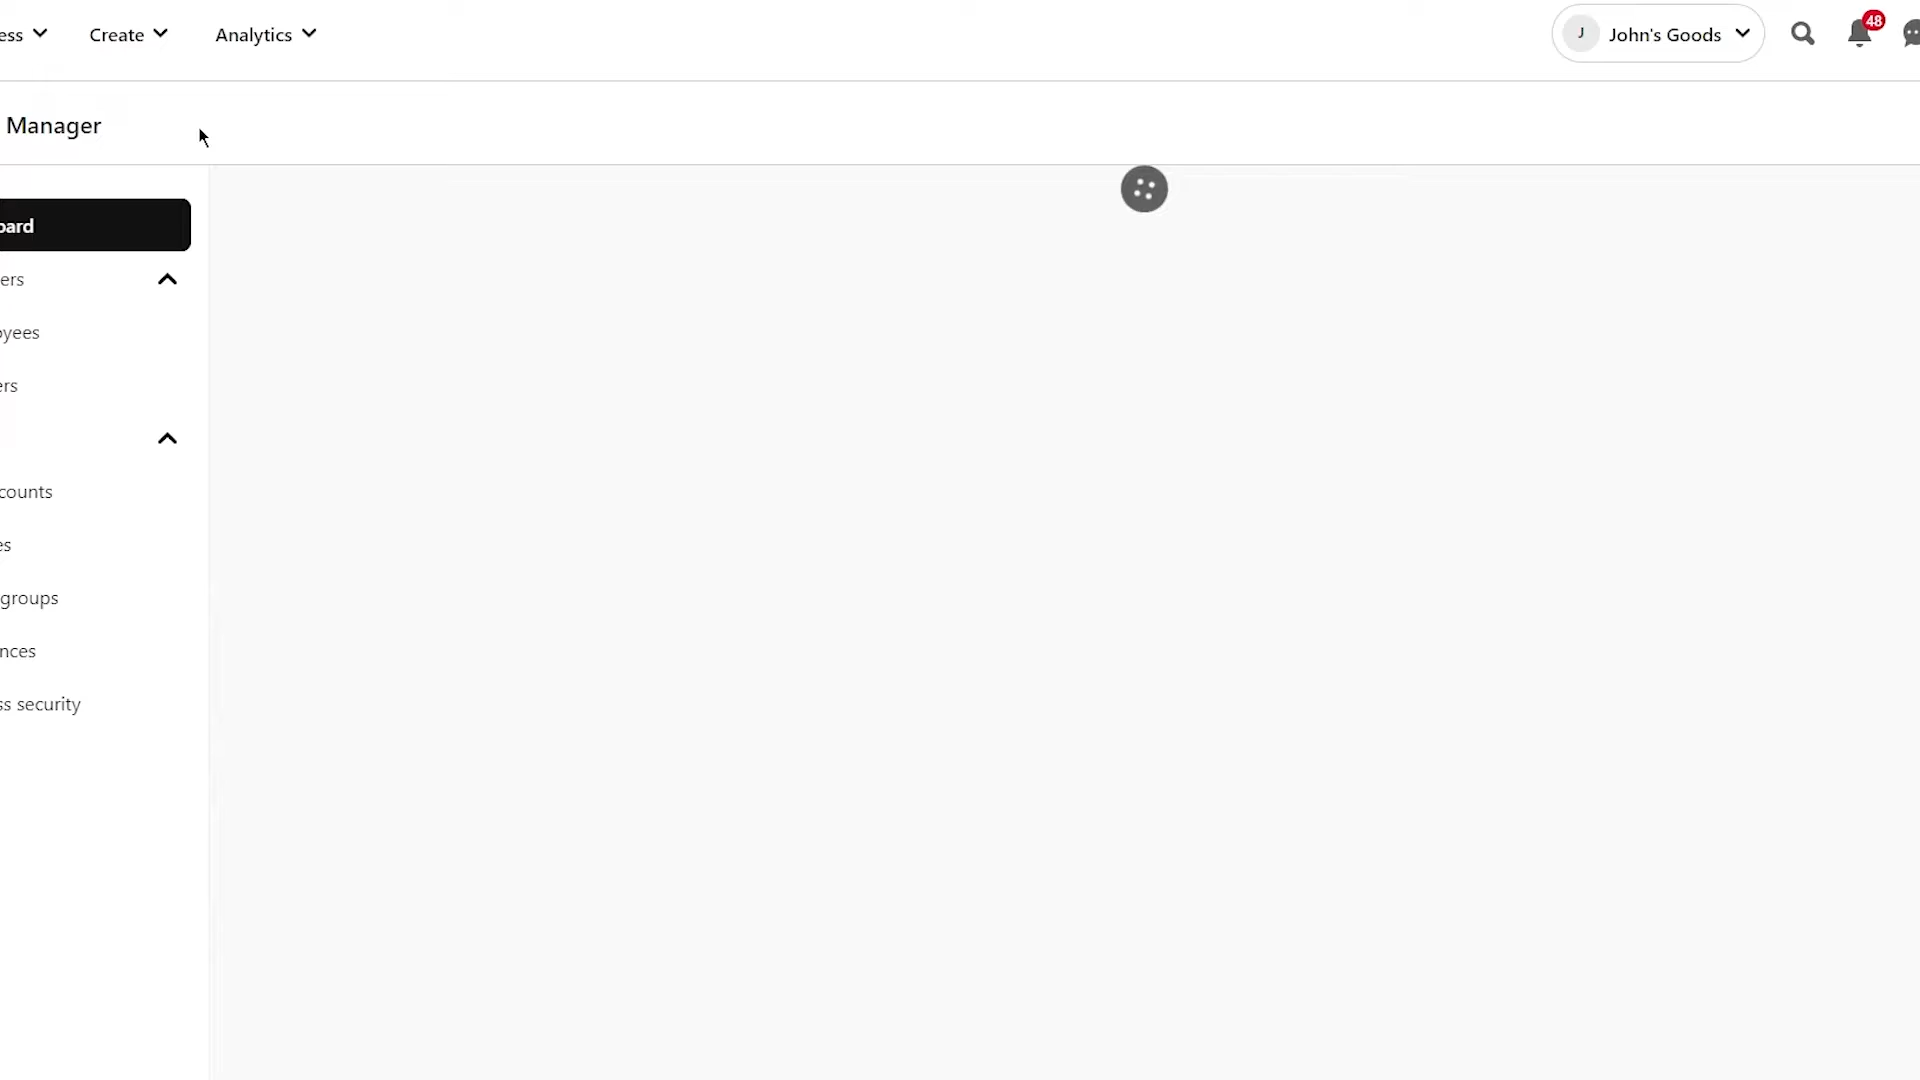 ess Create Analytics J John's Goods 48
Manager
oard
ers
oyees
ers
counts
es
groups
nces
ss security